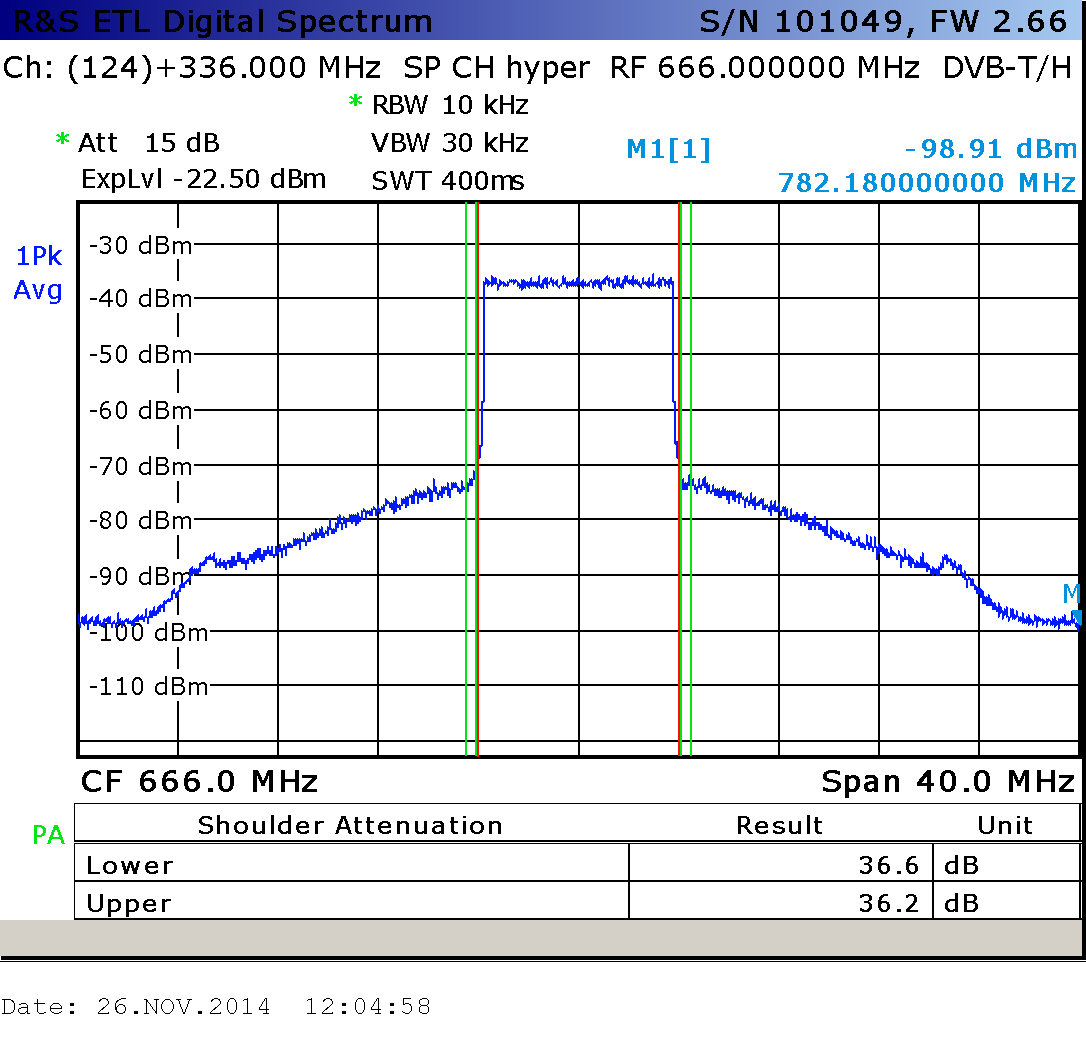 R&S ETL Digital Spectrum S/N 101049, FW 2.66
Ch: (124)+336.000 MHz SP CH hyper RF 666.000000 MHz DVB-T/H
* RBW 10 kHz
* Att 15 dB VBW 30 kHz M1[1] -98.91 dBm
ExpLvl -22.50 dBm SWT 400ms 782.180000000 MHz
1Pk
Avg
-30 dBm
-40 dBm
-50 dBm
-60 dBm
-70 dBm
-80 dBm
-90 dBm
M
-100 dBm
-110 dBm
CF 666.0 MHz Span 40.0 MHz
PA
Shoulder Attenuation Result Unit
Lower 36.6 dB
Upper 36.2 dB
Date: 26.NOV.2014 12:04:58